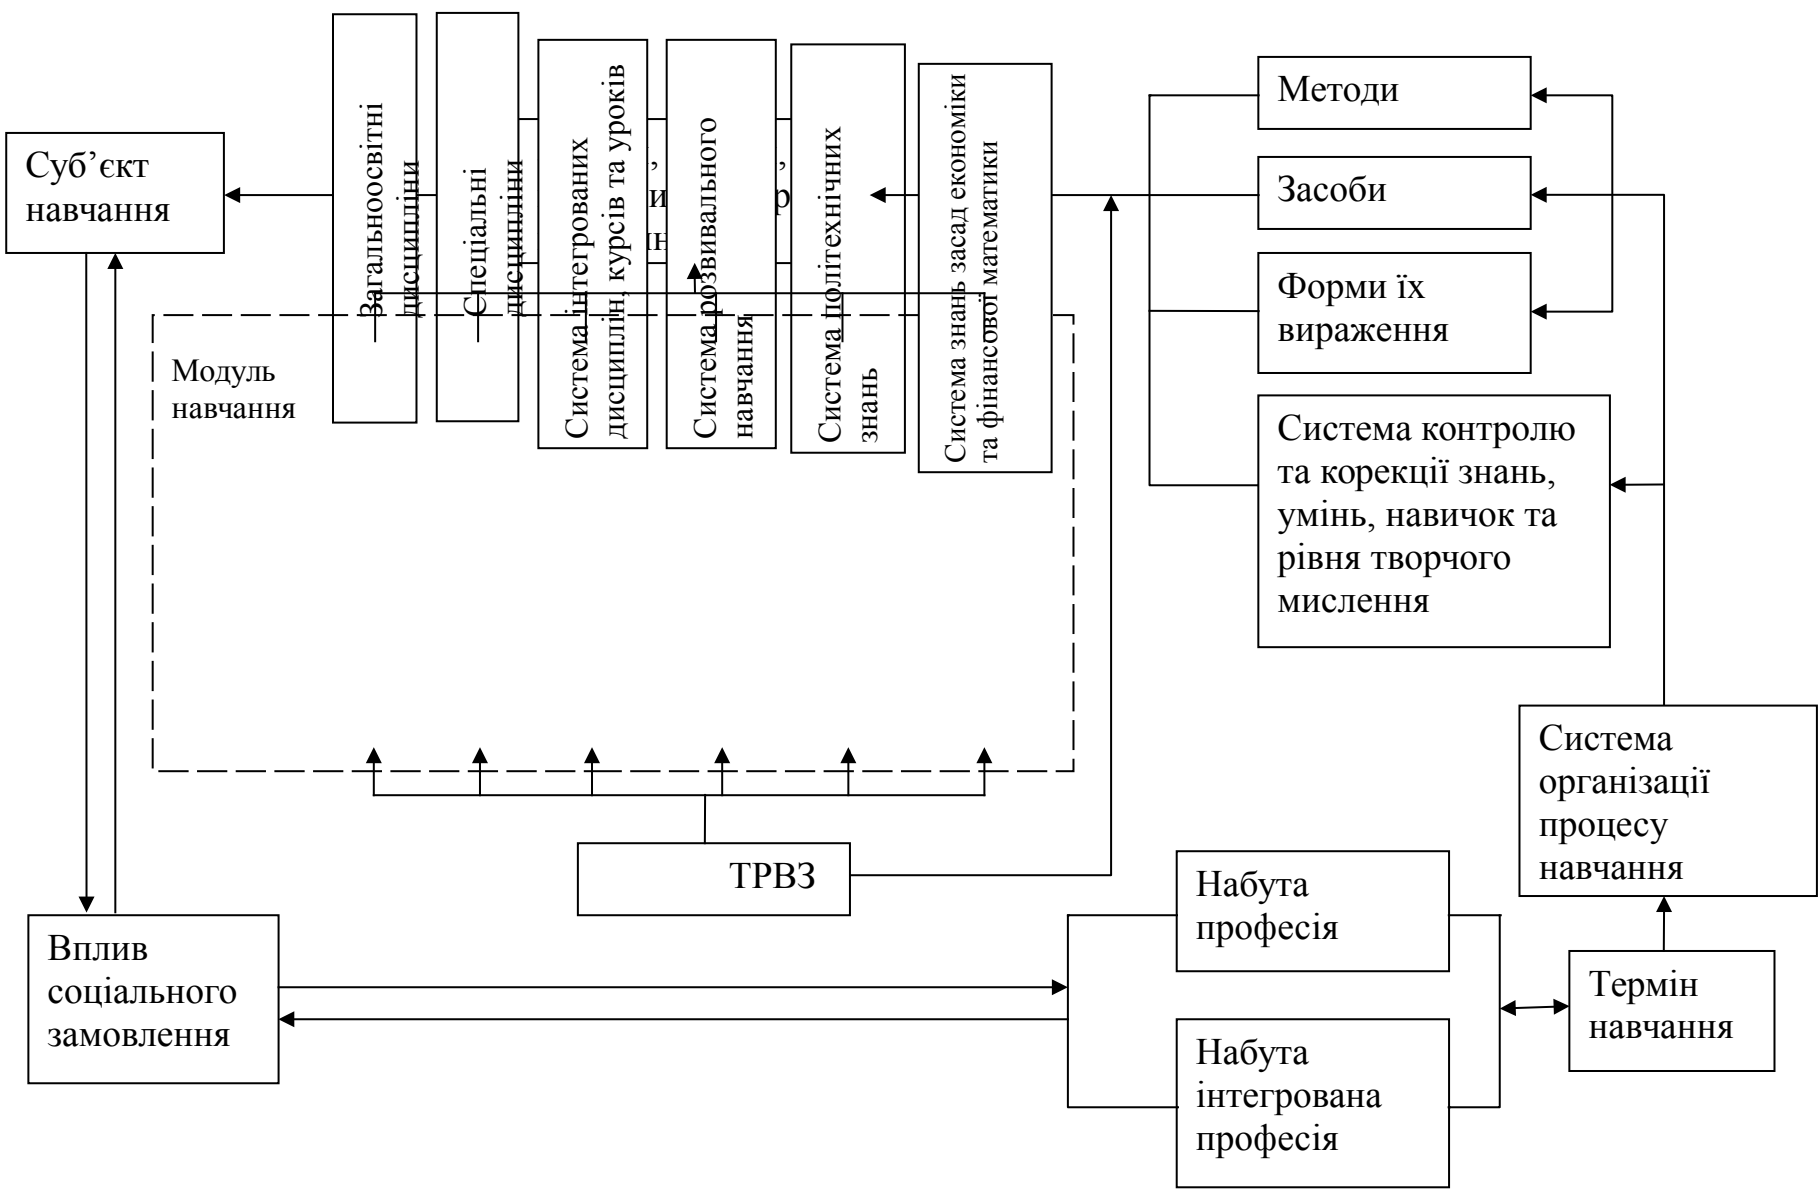 Суб’єкт
навчання
Загальноосвітні
дисципліни
Спеціальні
дисципліни
Система інтегрованих
дисциплін, курсів та уроків
Система розвивального
навчання
Система політехнічних
знань
Система знань засад економіки
та фінансової математики
Модуль
навчання
Методи
Засоби
Форми їх
вираження
Система контролю
та корекції знань,
умінь, навичок та
рівня творчого
мислення
Система
організації
процесу
навчання
ТРВЗ
Вплив
соціального
замовлення
Набута
професія
Набута
інтегрована
професія
Термін
навчання